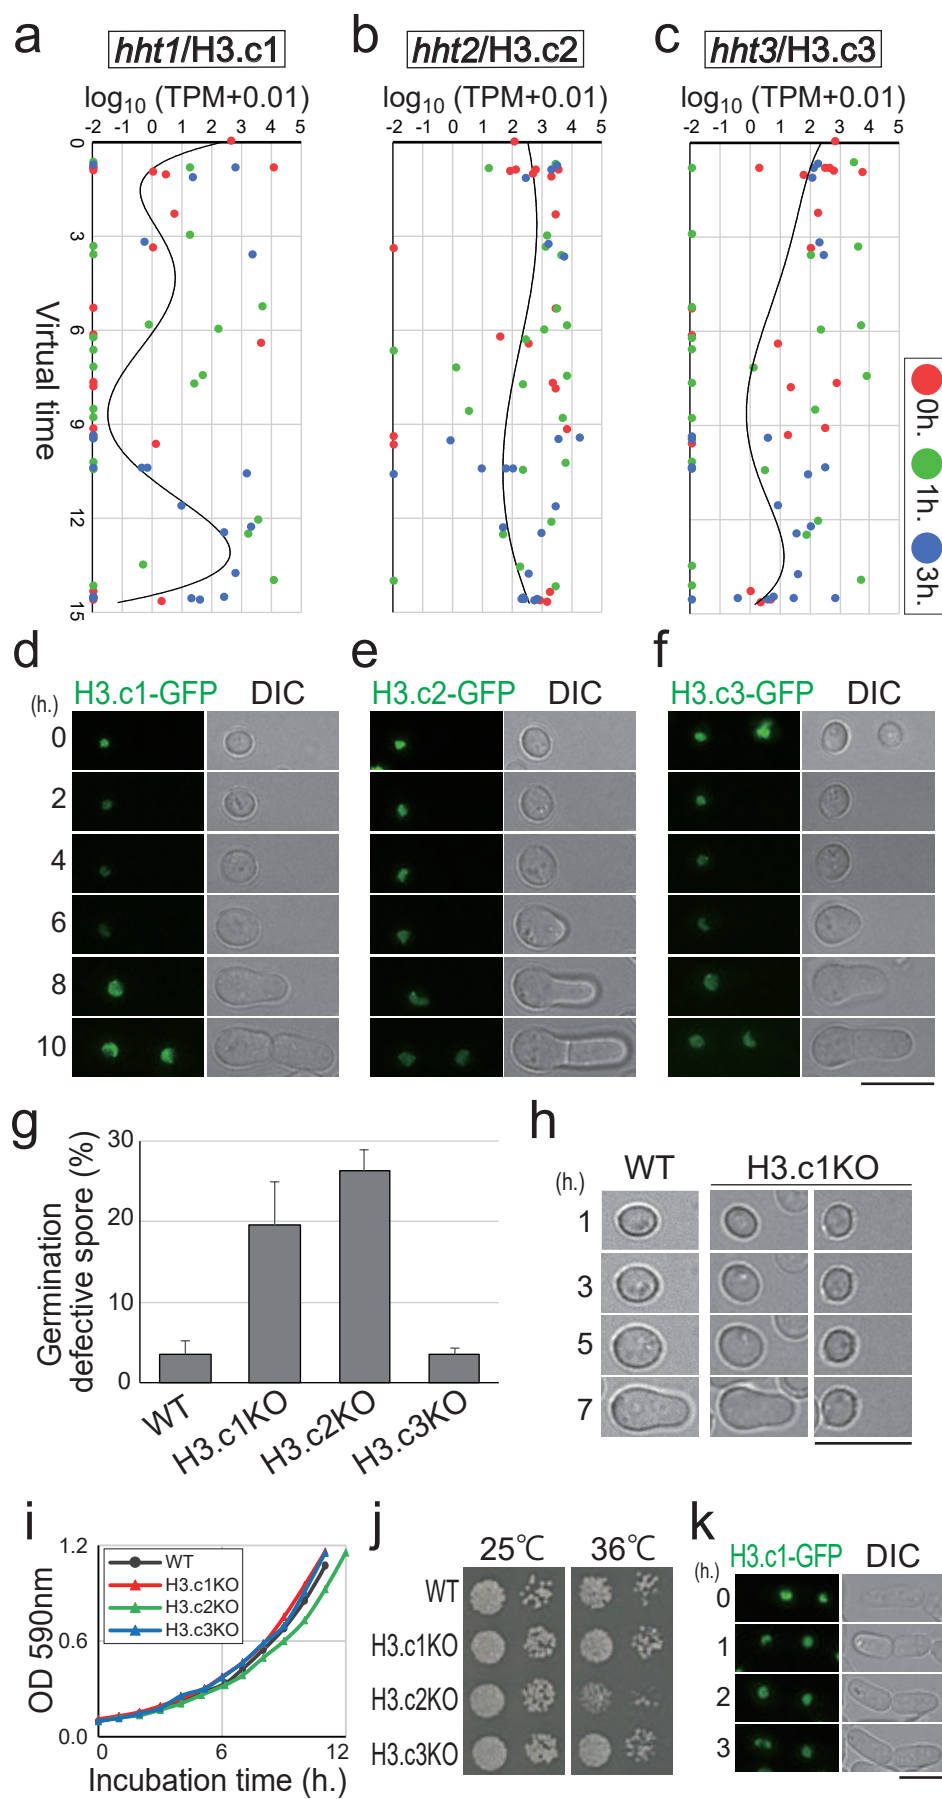 a hht1/H3.c1
log10 (TPM+0.01)
-2 -1 0 1 2 3 4 5
b hht2/H3.c2
log10 (TPM+0.01)
-2 -1 0 1 2 3 4 5
c hht3/H3.c3
log10 (TPM+0.01)
-2 -1 0 1 2 3 4 5
Virtual time
0
3
6
9
12
15
0h.
1h.
3h.
d e f
(h.) H3.c1-GFP DIC H3.c2-GFP DIC H3.c3-GFP DIC
0
2
4
6
8
10
g
Germination
defective spore (%)
30
20
10
0
WT H3.c1KO H3.c2KO H3.c3KO
h
WT H3.c1KO
(h.)
1
3
5
7
i
OD 590nm
1.2
0.6
0.0
WT
H3.c1KO
H3.c2KO
H3.c3KO
0 6 12
Incubation time (h.)
j
25℃ 36℃
WT
H3.c1KO
H3.c2KO
H3.c3KO
k
H3.c1-GFP DIC
(h.)
0
1
2
3